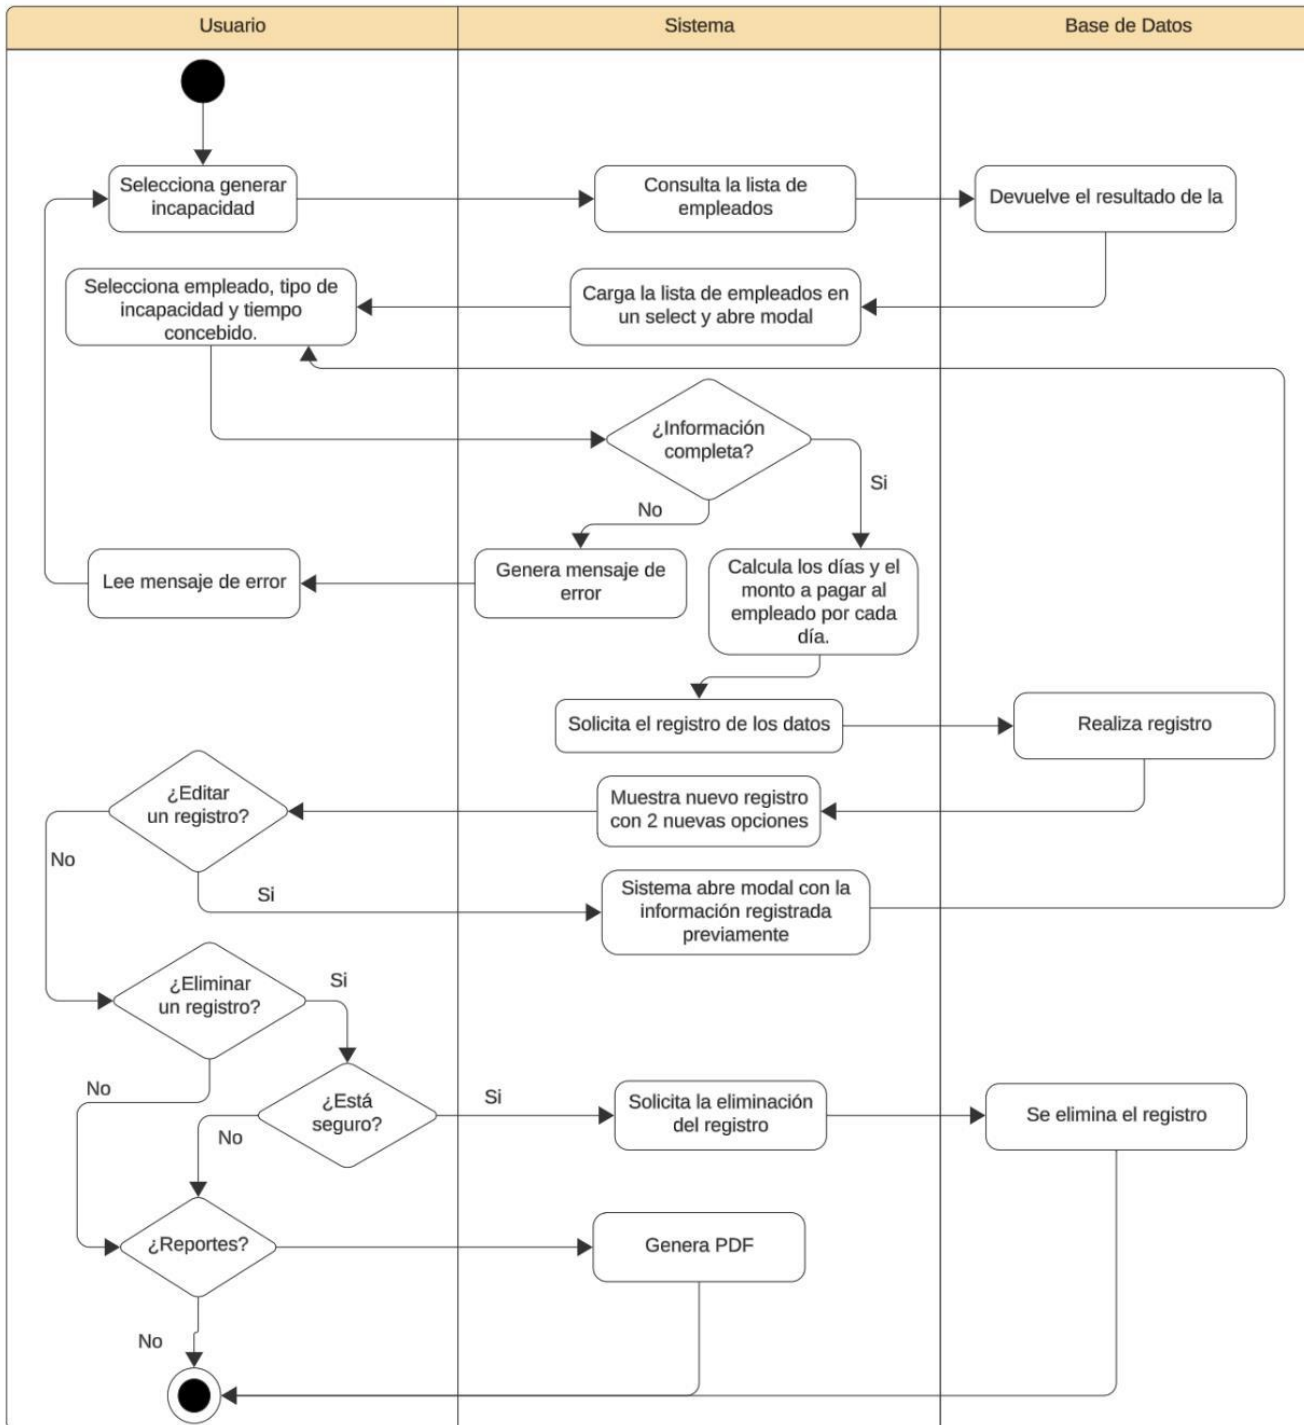 Usuario
Sistema
Base de Datos
Selecciona generar
incapacidad
Consulta la lista de
empleados
Devuelve el resultado de la
Selecciona empleado, tipo de
incapacidad y tiempo
concebido.
Carga la lista de empleados en
un select y abre modal
¿Información
completa?
Si
No
Lee mensaje de error
Genera mensaje de
error
Calcula los días y el
monto a pagar al
empleado por cada
día.
Solicita el registro de los datos
Realiza registro
¿Editar
un registro?
Muestra nuevo registro
con 2 nuevas opciones
No
Si
Sistema abre modal con la
información registrada
previamente
¿Eliminar
un registro?
Si
No
¿Está
seguro?
Si
No
Solicita la eliminación
del registro
Se elimina el registro
¿Reportes?
Genera PDF
No